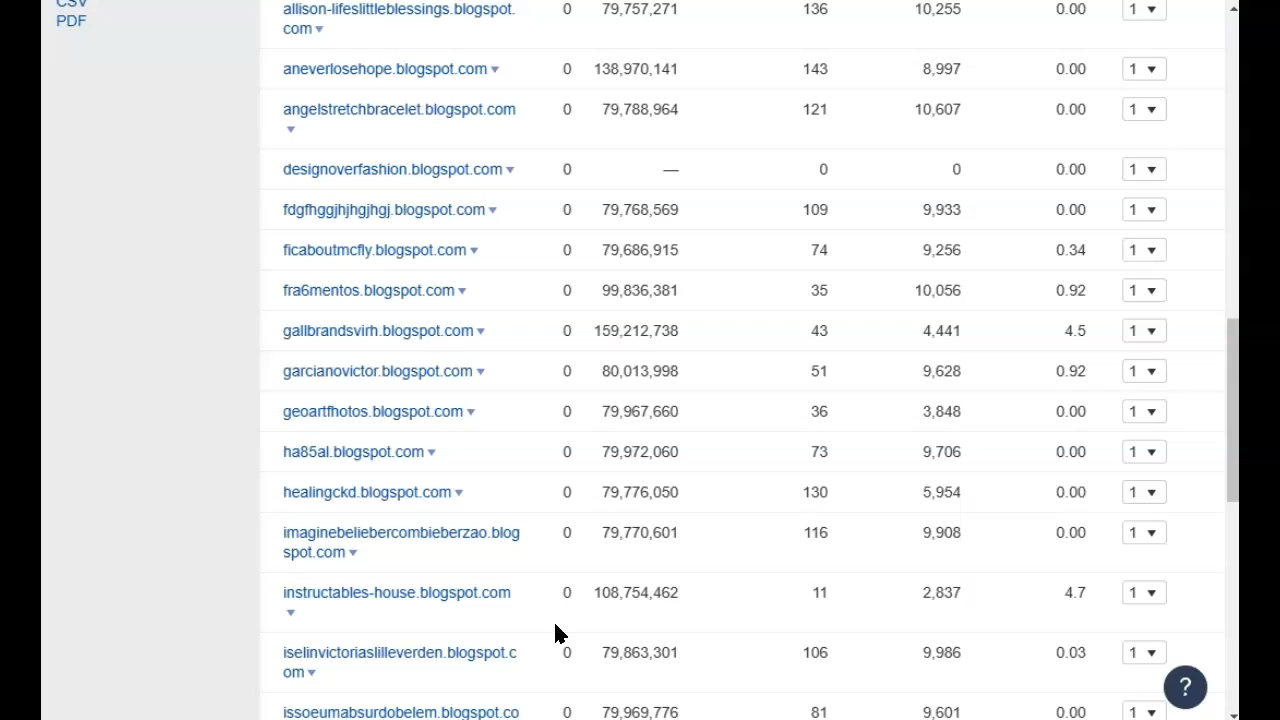 CSV
PDF
allison-lifeslittleblessings.blogspot. 0 79,757,271 136 10,255 0.00 1
com
aneverlosehope.blogspot.com 0 138,970,141 143 8,997 0.00 1
angelstretchbracelet.blogspot.com 0 79,788,964 121 10,607 0.00 1
designoverfashion.blogspot.com 0 — 0 0 0.00 1
fdgfhggjhjhgjhgj.blogspot.com 0 79,768,569 109 9,933 0.00 1
ficaboutmcfly.blogspot.com 0 79,686,915 74 9,256 0.34 1
fra6mentos.blogspot.com 0 99,836,381 35 10,056 0.92 1
gallbrandsvirh.blogspot.com 0 159,212,738 43 4,441 4.5 1
garcianovictor.blogspot.com 0 80,013,998 51 9,628 0.92 1
geoartfhotos.blogspot.com 0 79,967,660 36 3,848 0.00 1
ha85al.blogspot.com 0 79,972,060 73 9,706 0.00 1
healingckd.blogspot.com 0 79,776,050 130 5,954 0.00 1
imaginebeliebercombieberzao.blog 0 79,770,601 116 9,908 0.00 1
spot.com
instructables-house.blogspot.com 0 108,754,462 11 2,837 4.7 1
iselinvictoriaslilleverden.blogspot.c 0 79,863,301 106 9,986 0.03 1
om
issoeumabsurdobelem.blogspot.co 0 79,969,776 81 9,601 0.00 1
?